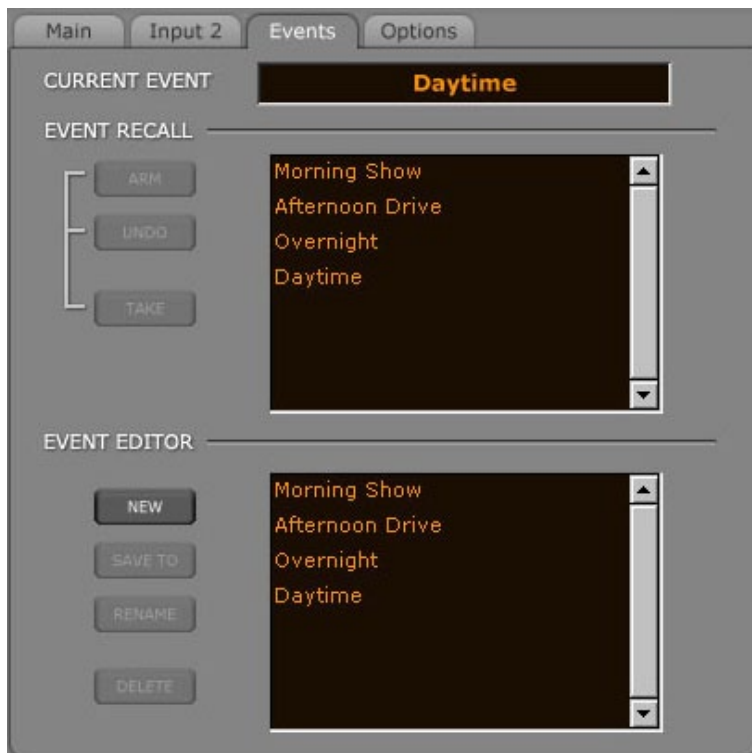 Main Input 2 Events Options
CURRENT EVENT Daytime
EVENT RECALL
ARM
UNDO
TAKE
Morning Show
Afternoon Drive
Overnight
Daytime
EVENT EDITOR
NEW
SAVE TO
RENAME
DELETE
Morning Show
Afternoon Drive
Overnight
Daytime